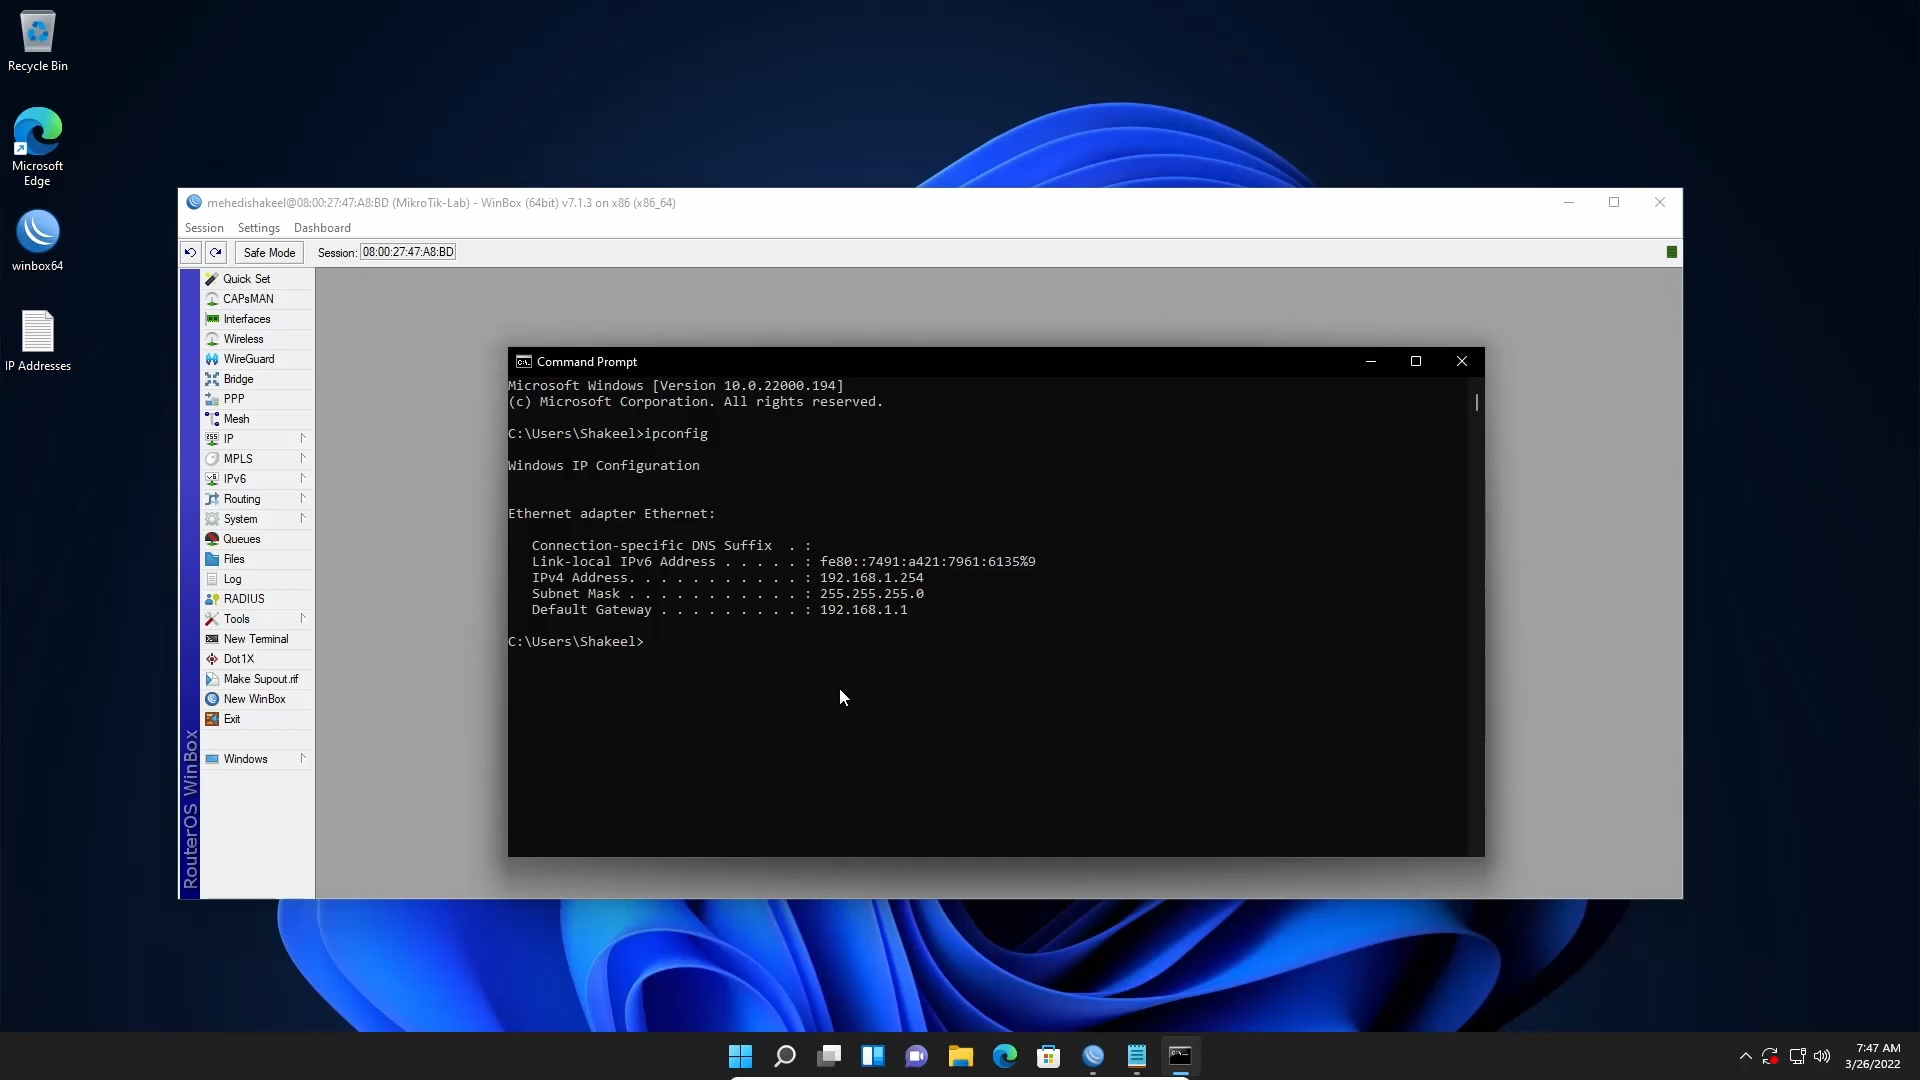 Recycle Bin
Microsoft
Edge
winbox64
IP Addresses
mehedishakeel@08:00:27:47:A8:BD (MikroTik-Lab) - WinBox (64bit) v7.1.3 on x86 (x86_64)
Session Settings Dashboard
Safe Mode Session: 08:00:27:47:A8:BD
Quick Set
CAPsMAN
Interfaces
Wireless
WireGuard
Bridge
PPP
Mesh
IP
MPLS
IPv6
Routing
System
Queues
Files
Log
RADIUS
Tools
New Terminal
Dot1X
Make Supout.rif
New WinBox
Exit
Windows
RouterOS WinBox
Command Prompt
Microsoft Windows [Version 10.0.22000.194]
(c) Microsoft Corporation. All rights reserved.
C:\Users\Shakeel>ipconfig
Windows IP Configuration
Ethernet adapter Ethernet:
Connection-specific DNS Suffix  . :
Link-local IPv6 Address . . . . . : fe80::7491:a421:7961:6135%9
IPv4 Address. . . . . . . . . . . : 192.168.1.254
Subnet Mask . . . . . . . . . . . : 255.255.255.0
Default Gateway . . . . . . . . . : 192.168.1.1
C:\Users\Shakeel>
7:47 AM
3/26/2022